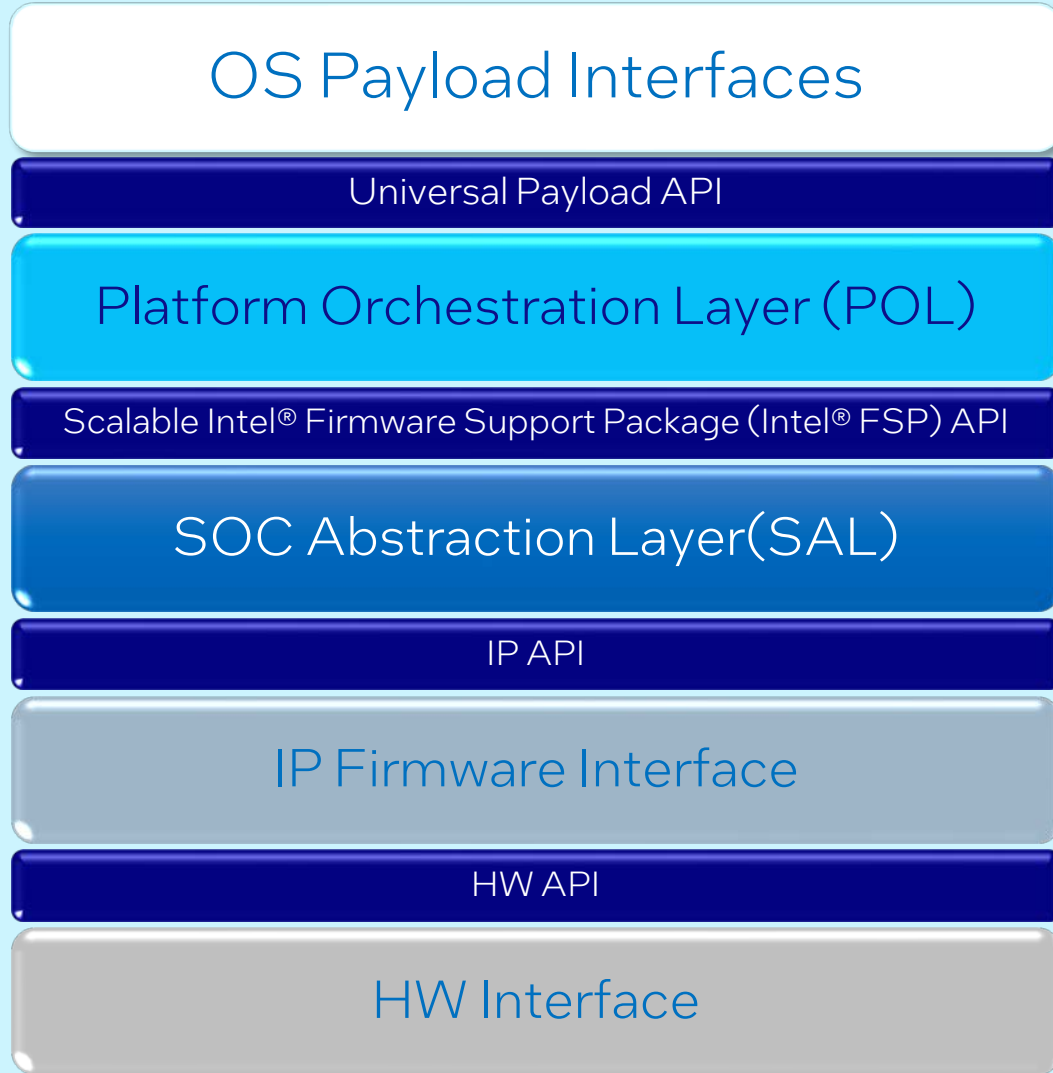 OS Payload Interfaces
Universal Payload API
Platform Orchestration Layer (POL)
Scalable Intel® Firmware Support Package (Intel® FSP) API
SOC Abstraction Layer(SAL)
IP API
IP Firmware Interface
HW API
HW Interface